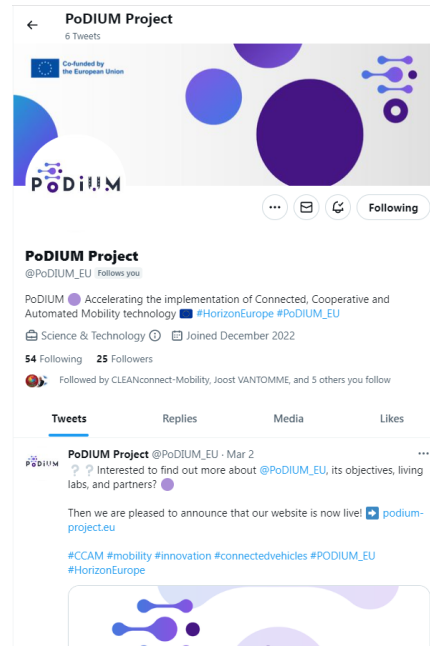 PoDIUM Project
6 Tweets
Co-funded by
the European Union
PoDIUM
Following
PoDIUM Project
@PoDIUM_EU Follows you
PoDIUM 🟣 Accelerating the implementation of Connected, Cooperative and
Automated Mobility technology 🇪🇺 #HorizonEurope #PoDIUM_EU
Science & Technology Joined December 2022
54 Following 25 Followers
Followed by CLEANconnect-Mobility, Joost VANTOMME, and 5 others you follow
Tweets Replies Media Likes
PoDIUM
PoDIUM Project @PoDIUM_EU · Mar 2
❔ ❔ Interested to find out more about @PoDIUM_EU, its objectives, living
labs, and partners? 🟣
Then we are pleased to announce that our website is now live! ➡️ podium-
project.eu
#CCAM #mobility #innovation #connectedvehicles #PODIUM_EU
#HorizonEurope